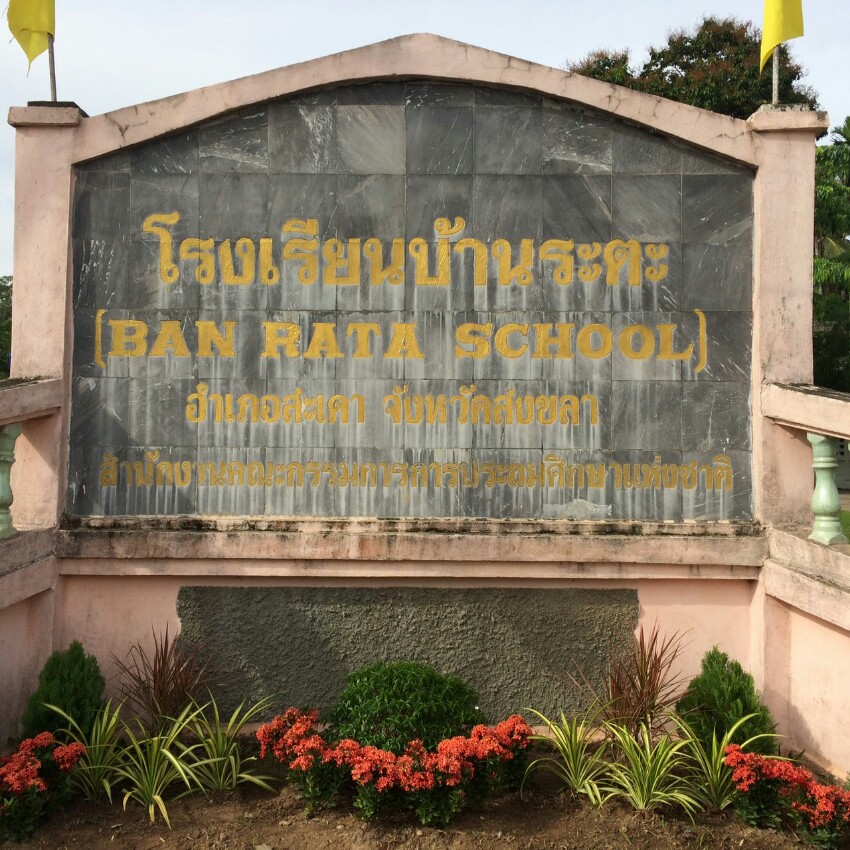 โรงเรียนบ้านระตะ
(BAN RATA SCHOOL)
อำเภอสะเดา จังหวัดสงขลา
สำนักงานคณะกรรมการการประถมศึกษาแห่งชาติ